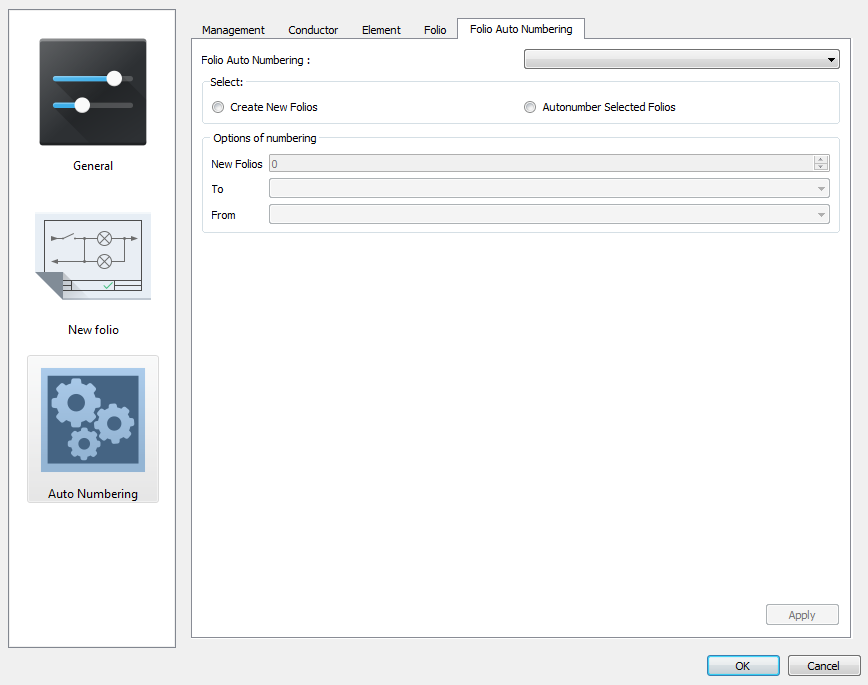 General
New folio
Auto Numbering
Management Conductor Element Folio Folio Auto Numbering
Folio Auto Numbering :
Select:
Create New Folios Autonumber Selected Folios
Options of numbering
New Folios 0
To
From
Apply
OK Cancel